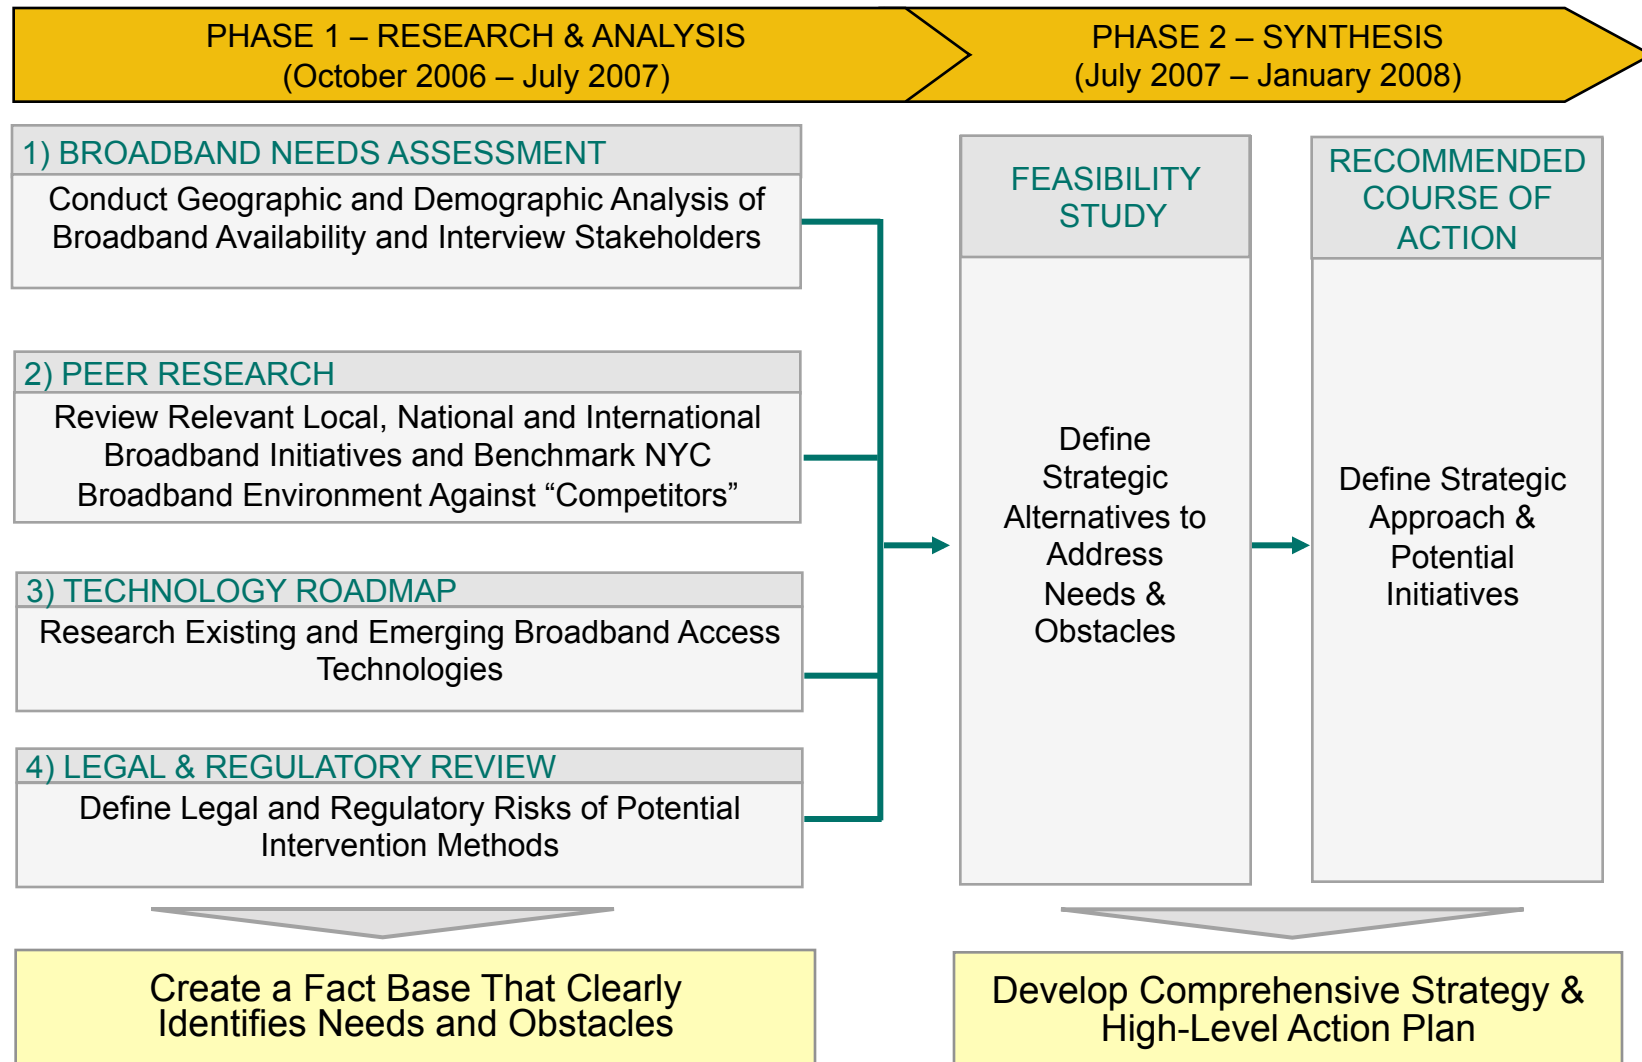 PHASE 1 – RESEARCH & ANALYSIS
(October 2006 – July 2007)
PHASE 2 – SYNTHESIS
(July 2007 – January 2008)
1) BROADBAND NEEDS ASSESSMENT
Conduct Geographic and Demographic Analysis of
Broadband Availability and Interview Stakeholders
2) PEER RESEARCH
Review Relevant Local, National and International
Broadband Initiatives and Benchmark NYC
Broadband Environment Against “Competitors”
3) TECHNOLOGY ROADMAP
Research Existing and Emerging Broadband Access
Technologies
4) LEGAL & REGULATORY REVIEW
Define Legal and Regulatory Risks of Potential
Intervention Methods
Create a Fact Base That Clearly
Identifies Needs and Obstacles
FEASIBILITY
STUDY
Define
Strategic
Alternatives to
Address
Needs &
Obstacles
RECOMMENDED
COURSE OF
ACTION
Define Strategic
Approach &
Potential
Initiatives
Develop Comprehensive Strategy &
High-Level Action Plan